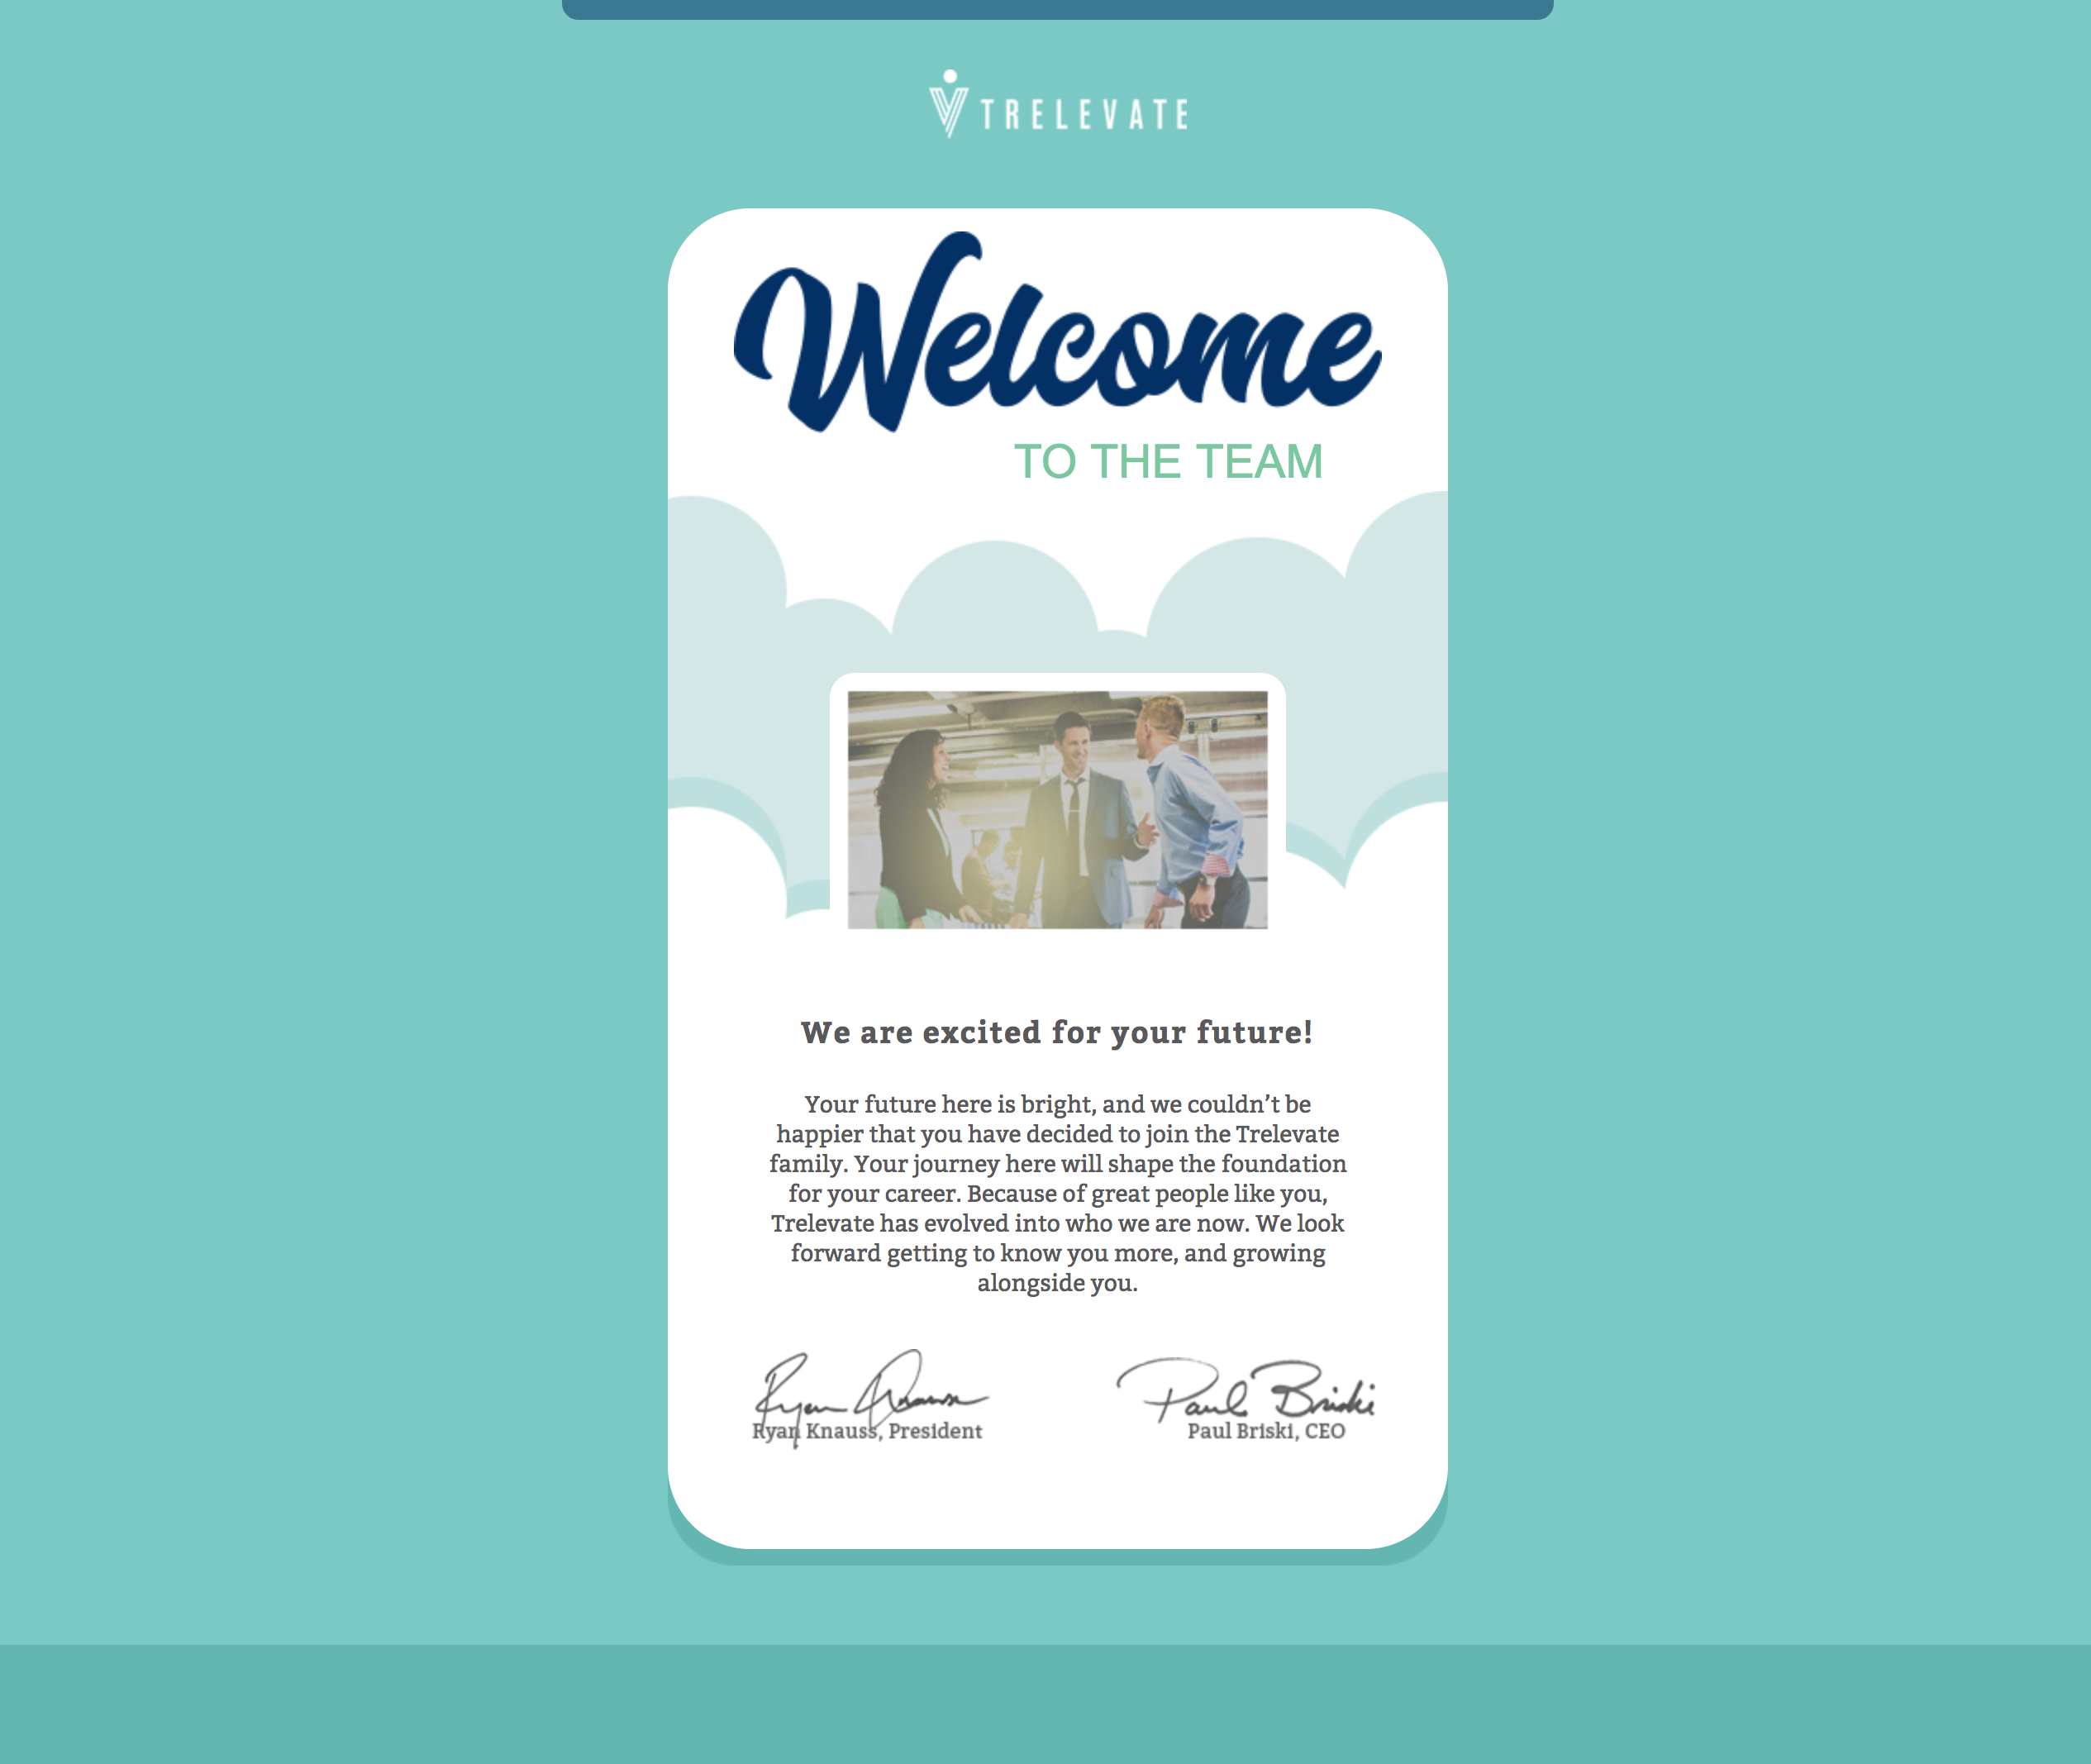 TRELEVATE
Welcome
TO THE TEAM
We are excited for your future!
Your future here is bright, and we couldn’t be
happier that you have decided to join the Trelevate
family. Your journey here will shape the foundation
for your career. Because of great people like you,
Trelevate has evolved into who we are now. We look
forward getting to know you more, and growing
alongside you.
Ryan Knauss Paul Briski
Ryan Knauss, President Paul Briski, CEO